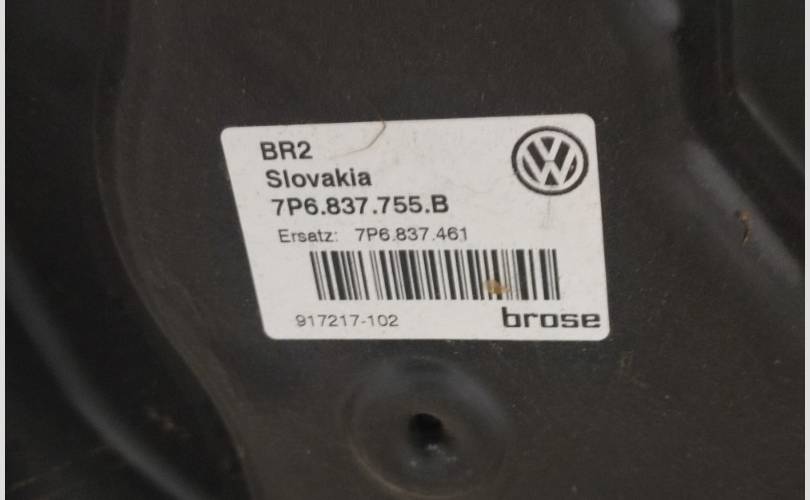 BR2
Slovakia
7P6.837.755.B
Ersatz: 7P6.837.461
917217-102
brose